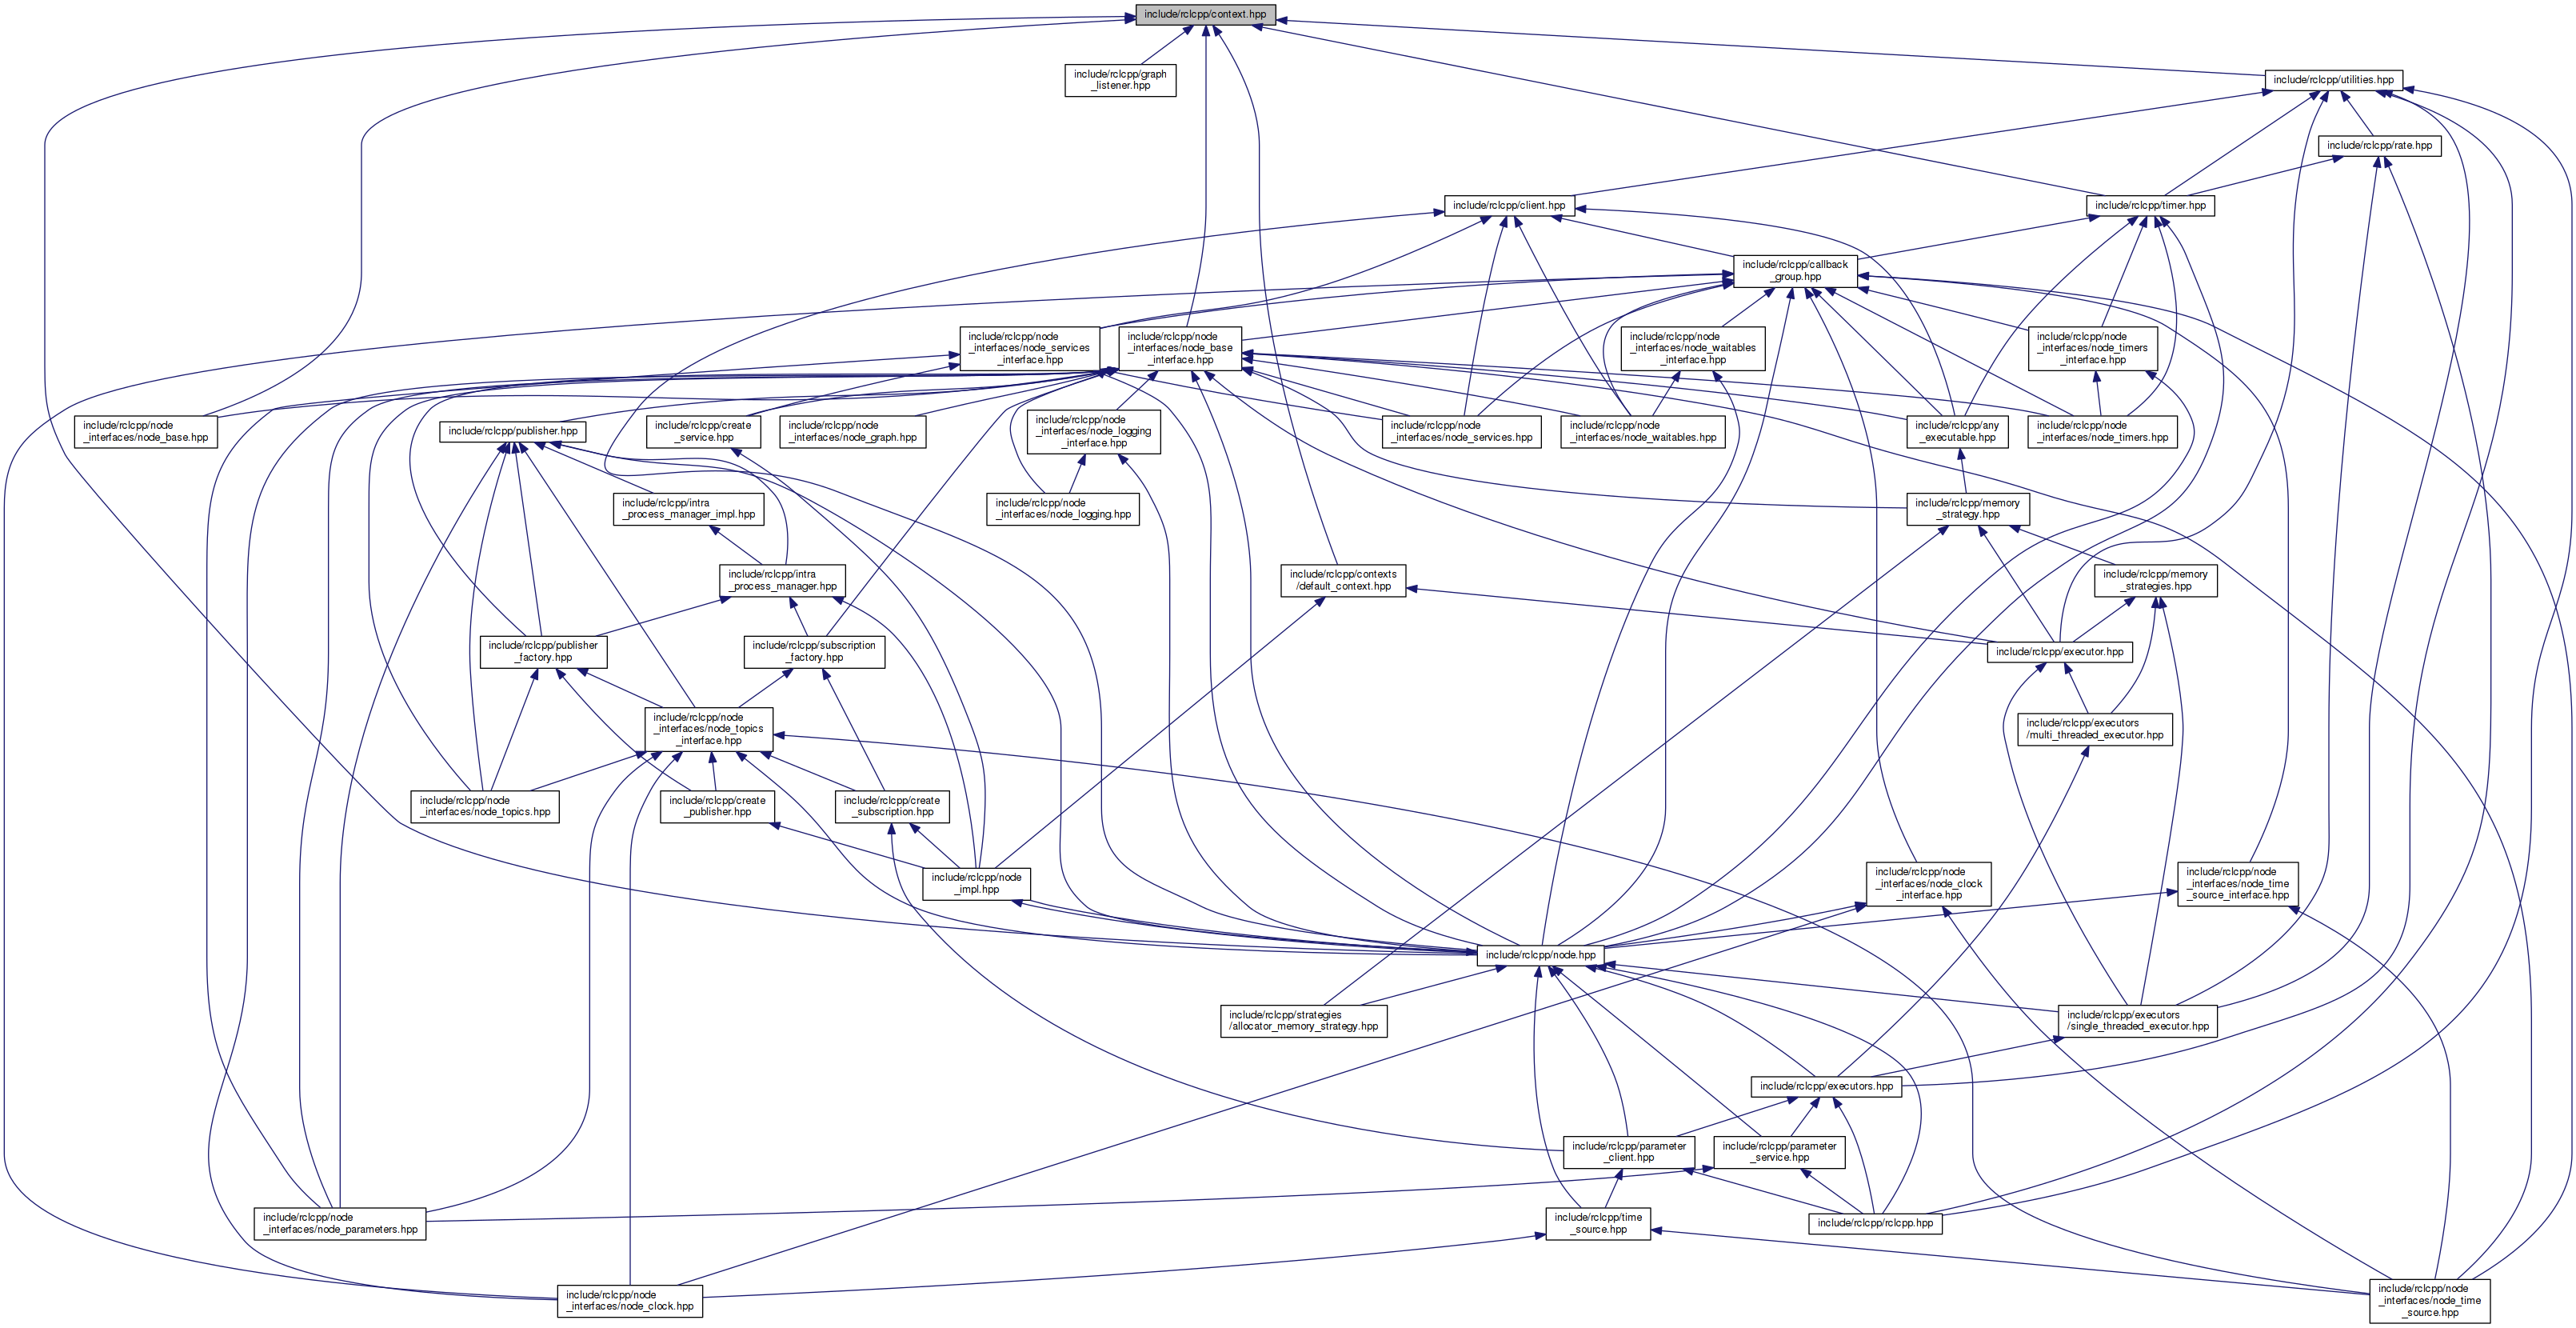 include/rclcpp/context.hpp
include/rclcpp/graph
_listener.hpp
include/rclcpp/utilities.hpp
include/rclcpp/rate.hpp
include/rclcpp/client.hpp
include/rclcpp/timer.hpp
include/rclcpp/callback
_group.hpp
include/rclcpp/node
_interfaces/node_services
_interface.hpp
include/rclcpp/node
_interfaces/node_base
_interface.hpp
include/rclcpp/node
_interfaces/node_waitables
_interface.hpp
include/rclcpp/node
_interfaces/node_timers
_interface.hpp
include/rclcpp/node
_interfaces/node_base.hpp
include/rclcpp/publisher.hpp
include/rclcpp/create
_service.hpp
include/rclcpp/node
_interfaces/node_graph.hpp
include/rclcpp/node
_interfaces/node_logging
_interface.hpp
include/rclcpp/node
_interfaces/node_services.hpp
include/rclcpp/node
_interfaces/node_waitables.hpp
include/rclcpp/any
_executable.hpp
include/rclcpp/node
_interfaces/node_timers.hpp
include/rclcpp/intra
_process_manager_impl.hpp
include/rclcpp/node
_interfaces/node_logging.hpp
include/rclcpp/memory
_strategy.hpp
include/rclcpp/intra
_process_manager.hpp
include/rclcpp/contexts
/default_context.hpp
include/rclcpp/memory
_strategies.hpp
include/rclcpp/publisher
_factory.hpp
include/rclcpp/subscription
_factory.hpp
include/rclcpp/executor.hpp
include/rclcpp/node
_interfaces/node_topics
_interface.hpp
include/rclcpp/executors
/multi_threaded_executor.hpp
include/rclcpp/node
_interfaces/node_topics.hpp
include/rclcpp/create
_publisher.hpp
include/rclcpp/create
_subscription.hpp
include/rclcpp/node
_impl.hpp
include/rclcpp/node
_interfaces/node_clock
_interface.hpp
include/rclcpp/node
_interfaces/node_time
_source_interface.hpp
include/rclcpp/node.hpp
include/rclcpp/strategies
/allocator_memory_strategy.hpp
include/rclcpp/executors
/single_threaded_executor.hpp
include/rclcpp/executors.hpp
include/rclcpp/parameter
_client.hpp
include/rclcpp/parameter
_service.hpp
include/rclcpp/node
_interfaces/node_parameters.hpp
include/rclcpp/time
_source.hpp
include/rclcpp/rclcpp.hpp
include/rclcpp/node
_interfaces/node_clock.hpp
include/rclcpp/node
_interfaces/node_time
_source.hpp